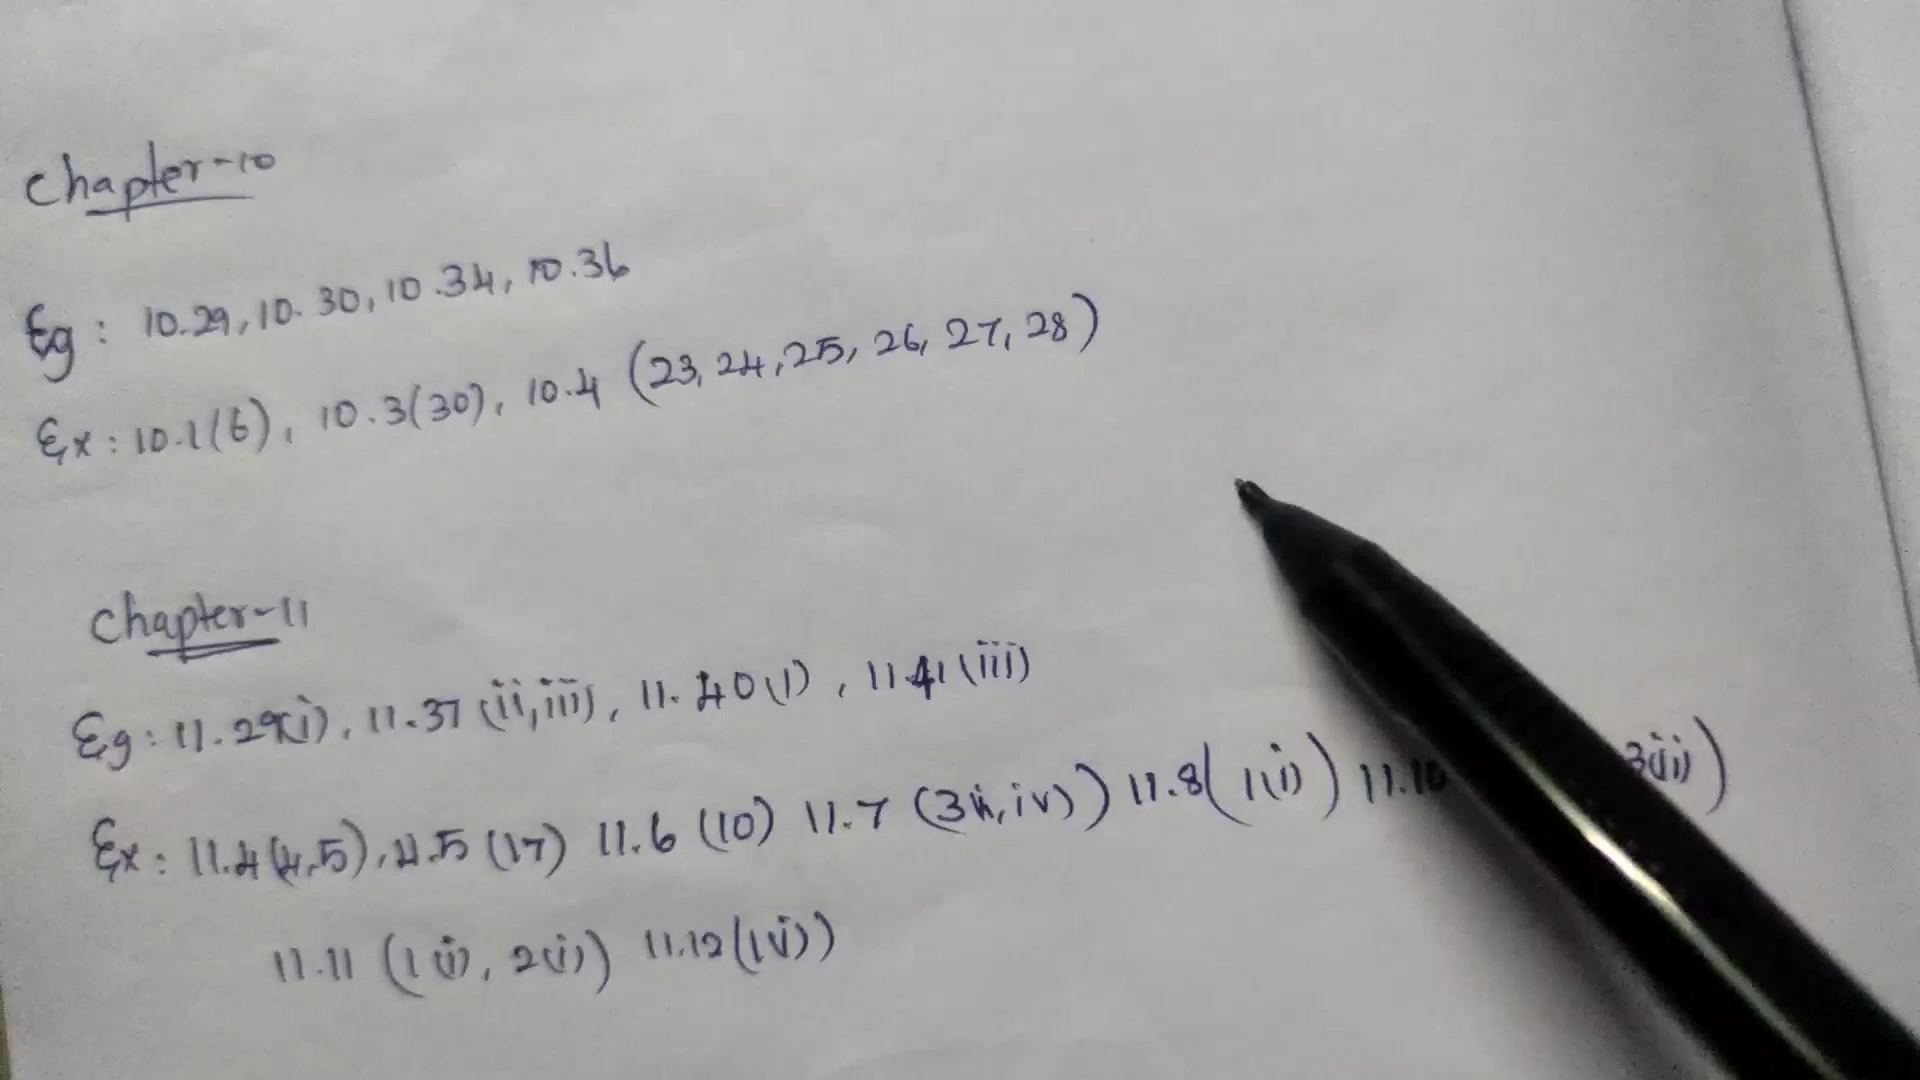 Chapter-10
Eg: 10.29, 10.30, 10.34, 10.36
Ex: 10.1(6), 10.3(30), 10.4 (23, 24, 25, 26, 27, 28)
Chapter-11
Eg: 11.29(i), 11.37 (ii, iii), 11.40(i), 11.41(iii)
Ex: 11.4(4,5), 11.5 (17) 11.6 (10) 11.7 (3ii, iv)) 11.8( 1(i)) 11.10 3(ii))
11.11 (1(i), 2(i)) 11.12(1(i))